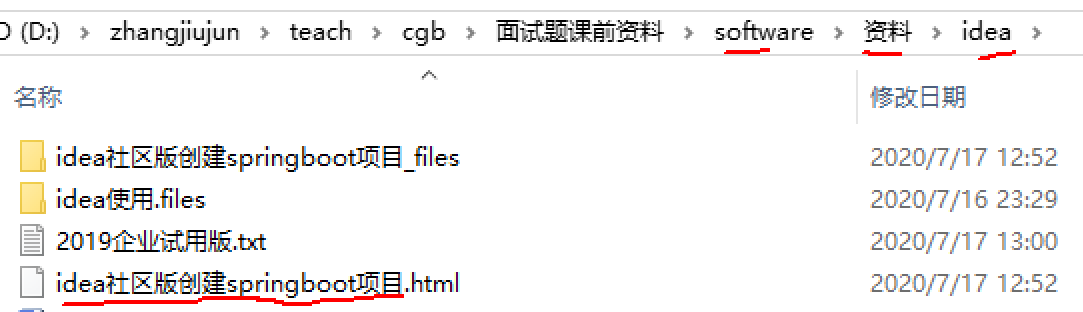 D (D:) › zhangjiujun › teach › cgb › 面试题课前资料 › software › 资料 › idea ›
名称 修改日期
idea社区版创建springboot项目_files 2020/7/17 12:52
idea使用.files 2020/7/16 23:29
2019企业试用版.txt 2020/7/17 13:00
idea社区版创建springboot项目.html 2020/7/17 12:52